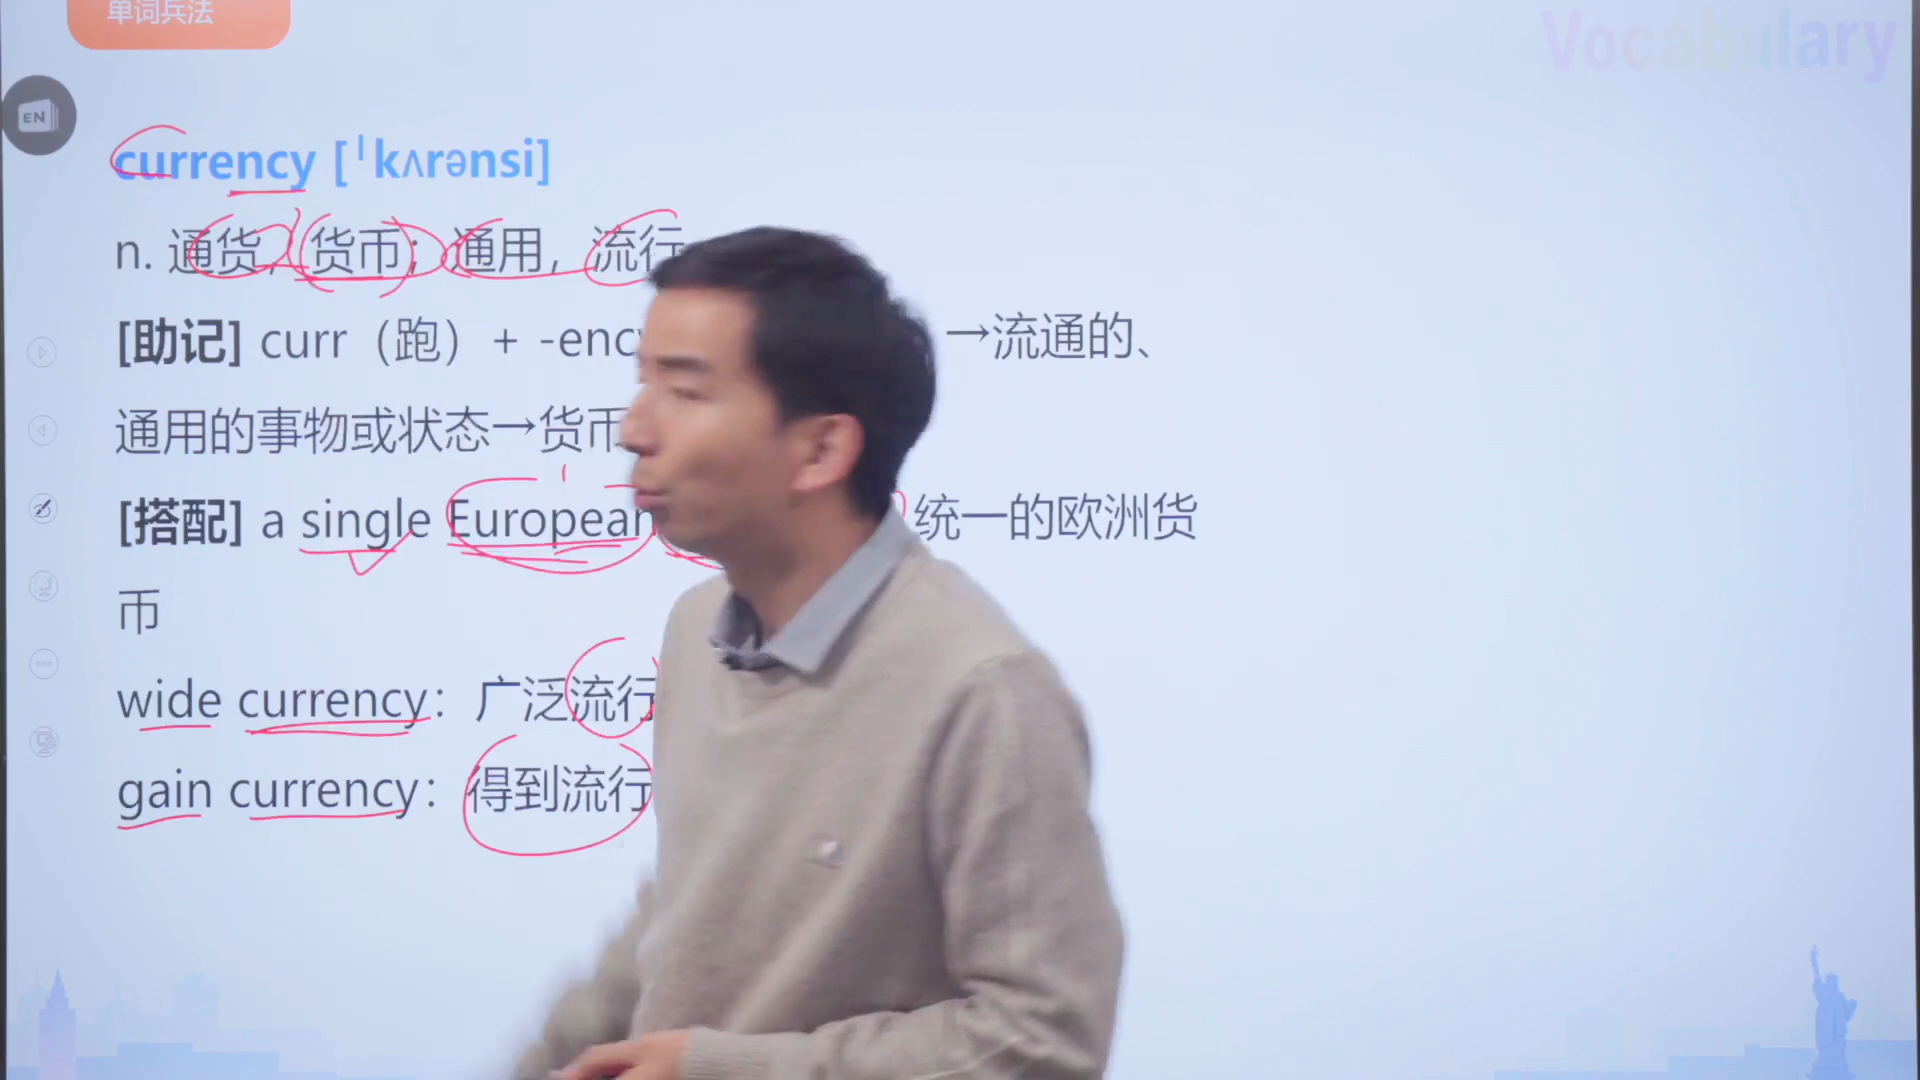 单词兵法
Vocabulary
EN
currency [ˈkʌrənsi]
n. 通货，货币；通用，流行
[助记] curr（跑）+ -ency →流通的、
通用的事物或状态→货币
[搭配] a single European 统一的欧洲货
币
wide currency：广泛流行
gain currency：得到流行